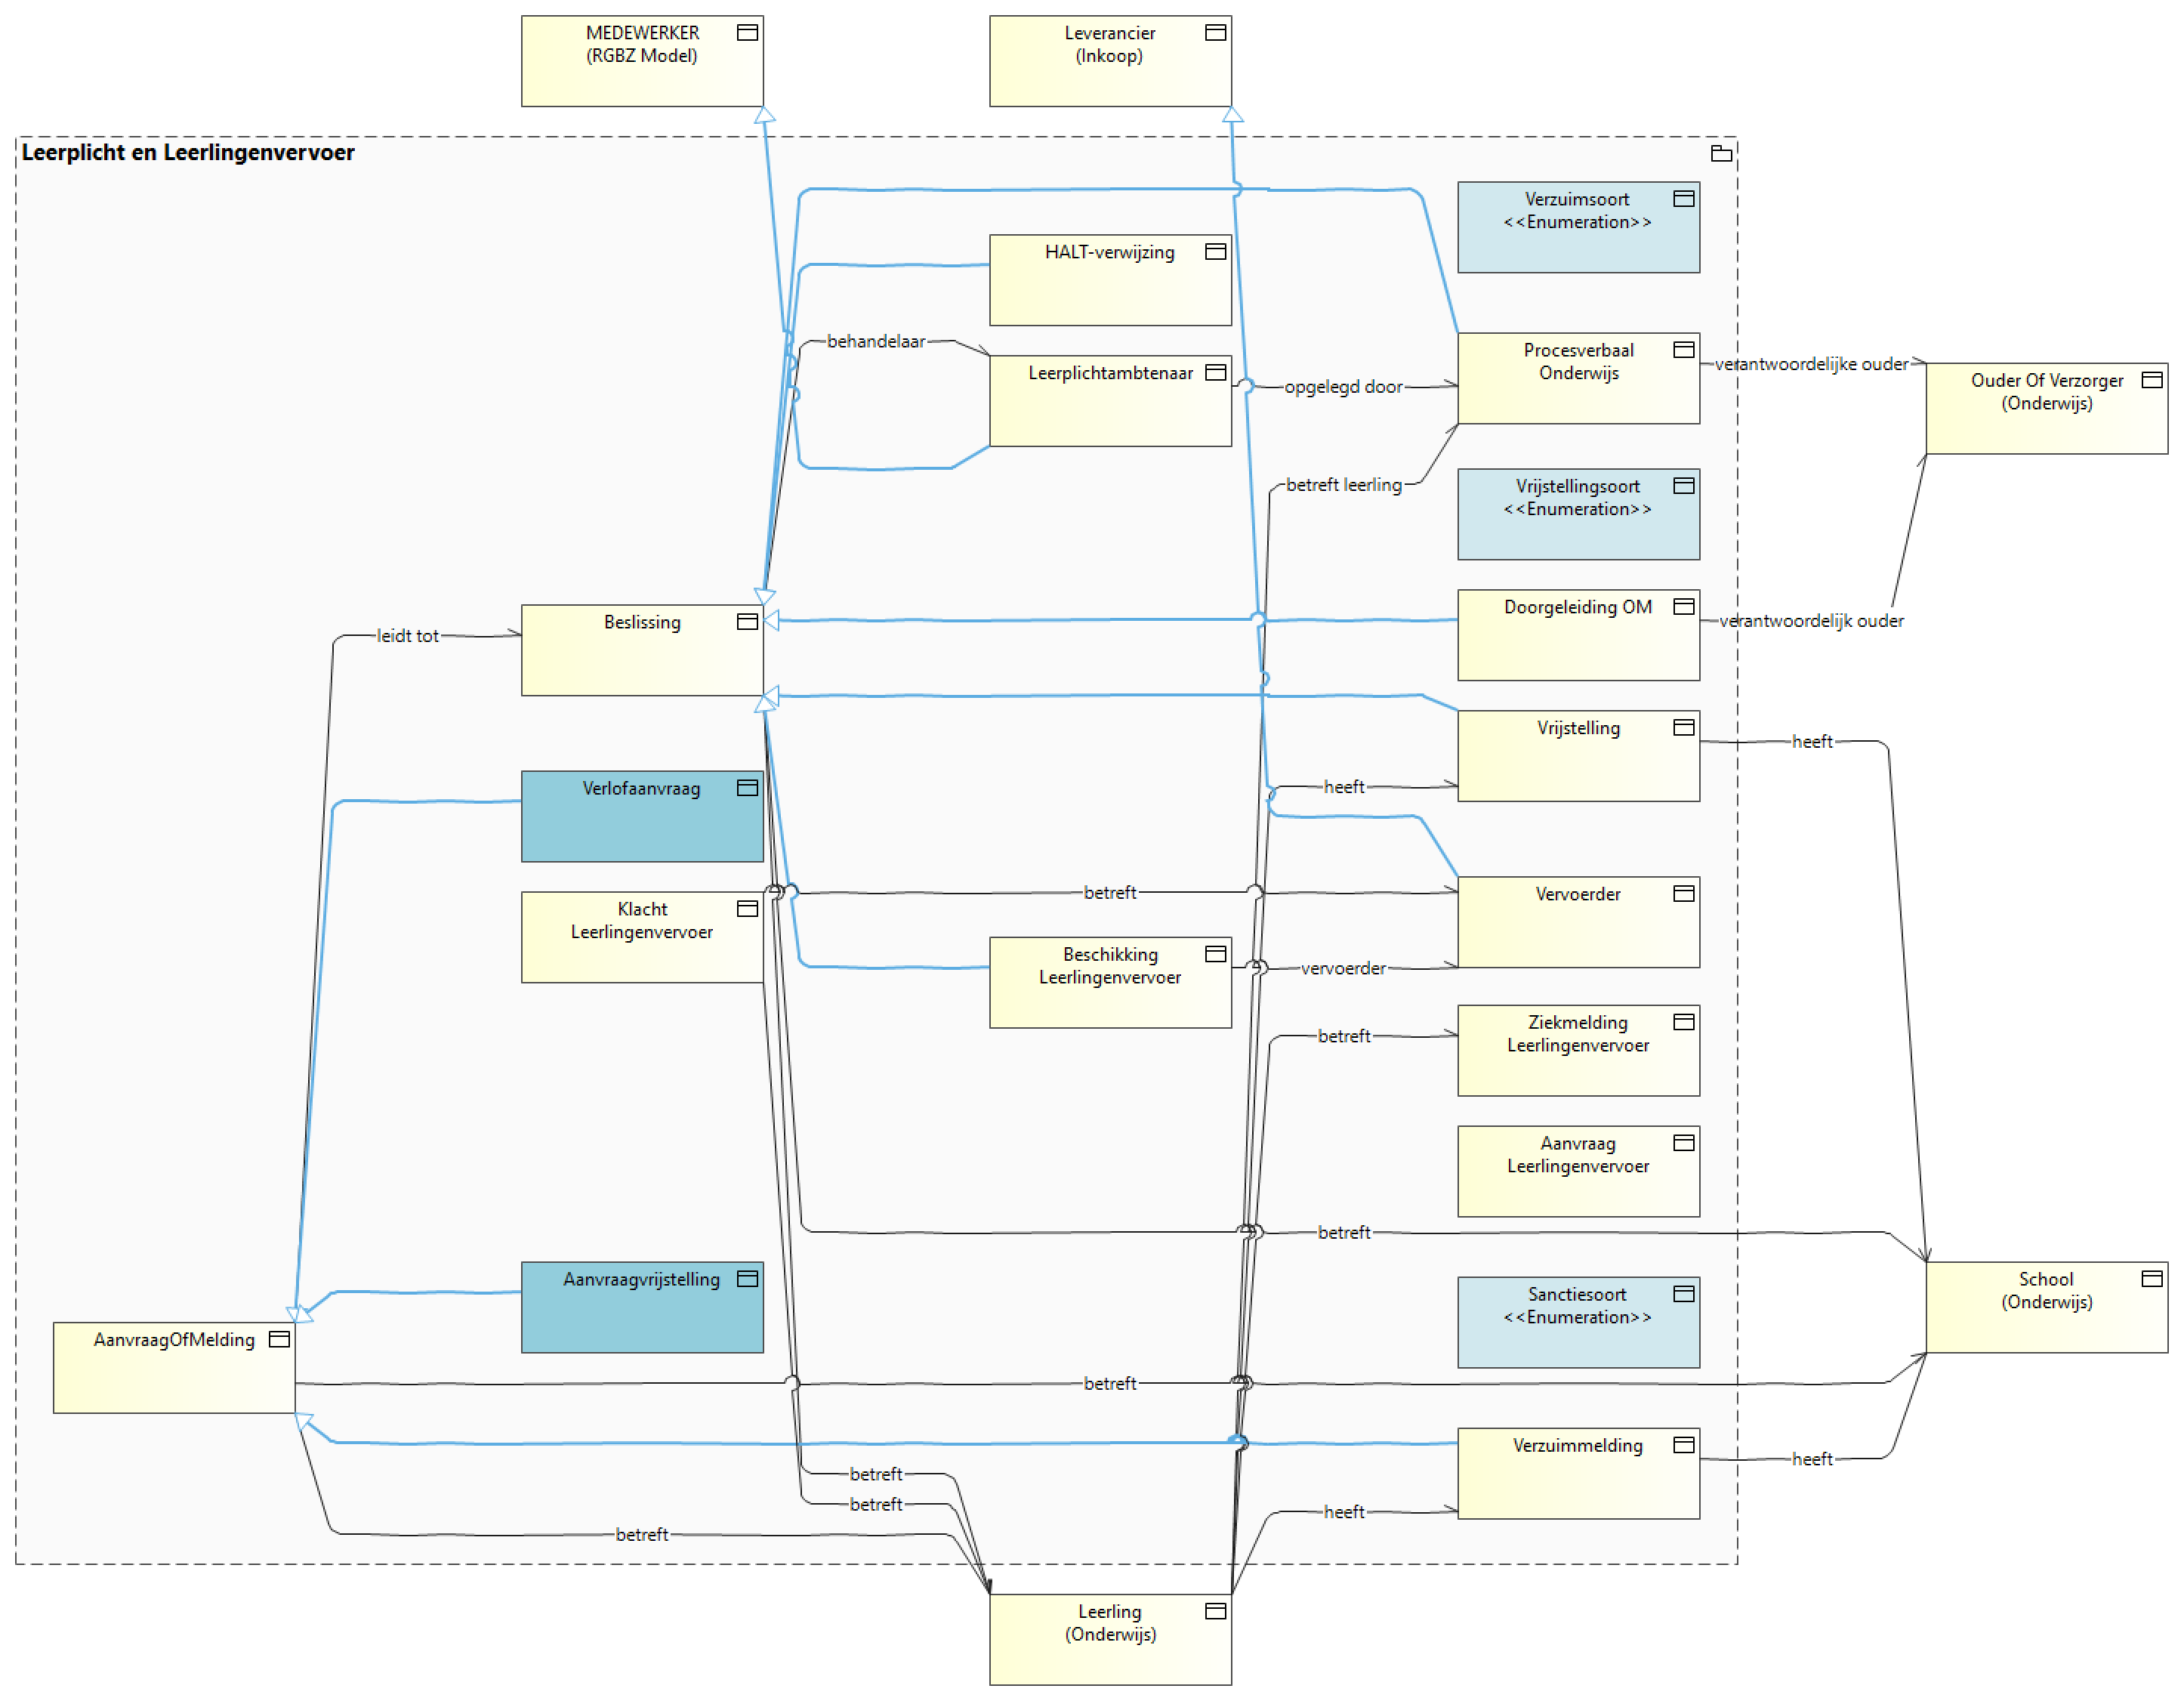 MEDEWERKER
(RGBZ Model)
Leverancier
(Inkoop)
Leerplicht en Leerlingenvervoer
Verzuimsoort
<<Enumeration>>
HALT-verwijzing
behandelaar
Leerplichtambtenaar
opgelegd door
Procesverbaal
Onderwijs
verantwoordelijke ouder
Ouder Of Verzorger
(Onderwijs)
betreft leerling
Vrijstellingsoort
<<Enumeration>>
leidt tot
Beslissing
Doorgeleiding OM
verantwoordelijk ouder
Vrijstelling
heeft
Verlofaanvraag
heeft
Klacht
Leerlingenvervoer
betreft
Vervoerder
Beschikking
Leerlingenvervoer
vervoerder
Ziekmelding
Leerlingenvervoer
betreft
Aanvraag
Leerlingenvervoer
betreft
Aanvraagvrijstelling
Sanctiesoort
<<Enumeration>>
School
(Onderwijs)
AanvraagOfMelding
betreft
Verzuimmelding
heeft
betreft
betreft
heeft
betreft
Leerling
(Onderwijs)